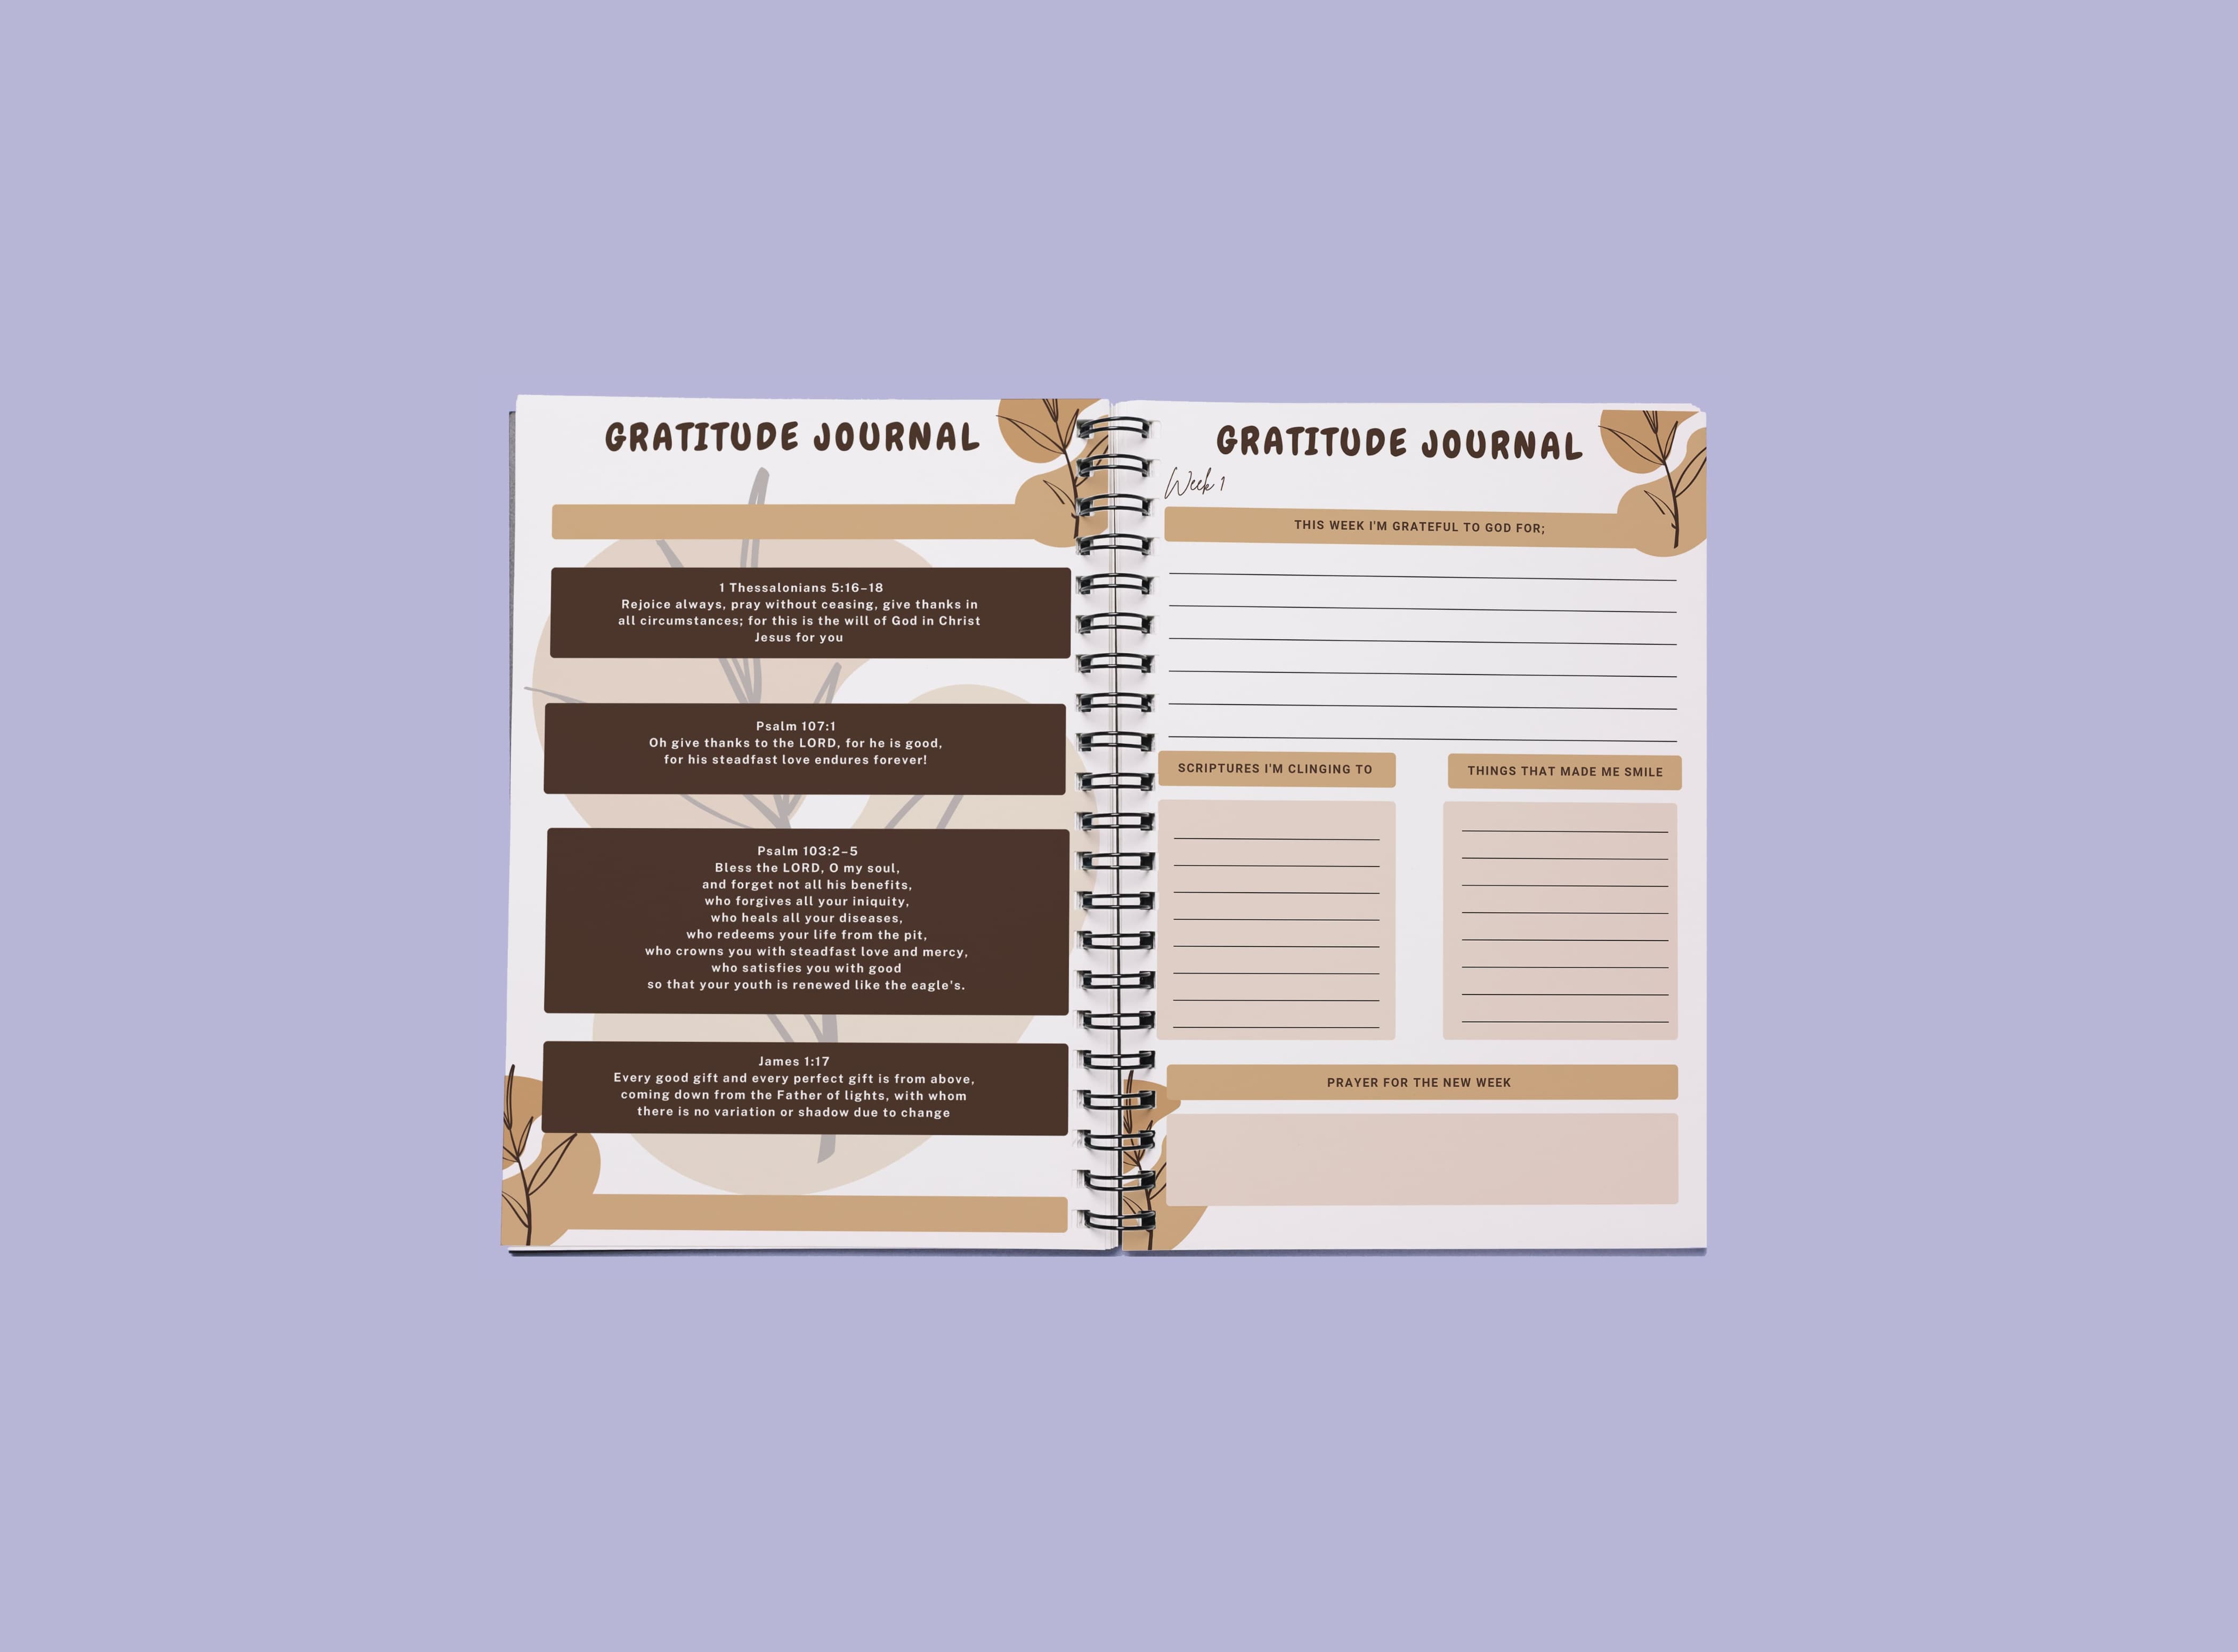 GRATITUDE JOURNAL
1 Thessalonians 5:16–18
Rejoice always, pray without ceasing, give thanks in
all circumstances; for this is the will of God in Christ
Jesus for you
Psalm 107:1
Oh give thanks to the LORD, for he is good,
for his steadfast love endures forever!
Psalm 103:2–5
Bless the LORD, O my soul,
and forget not all his benefits,
who forgives all your iniquity,
who heals all your diseases,
who redeems your life from the pit,
who crowns you with steadfast love and mercy,
who satisfies you with good
so that your youth is renewed like the eagle's.
James 1:17
Every good gift and every perfect gift is from above,
coming down from the Father of lights, with whom
there is no variation or shadow due to change
GRATITUDE JOURNAL
Week 1
THIS WEEK I'M GRATEFUL TO GOD FOR;
SCRIPTURES I'M CLINGING TO
THINGS THAT MADE ME SMILE
PRAYER FOR THE NEW WEEK